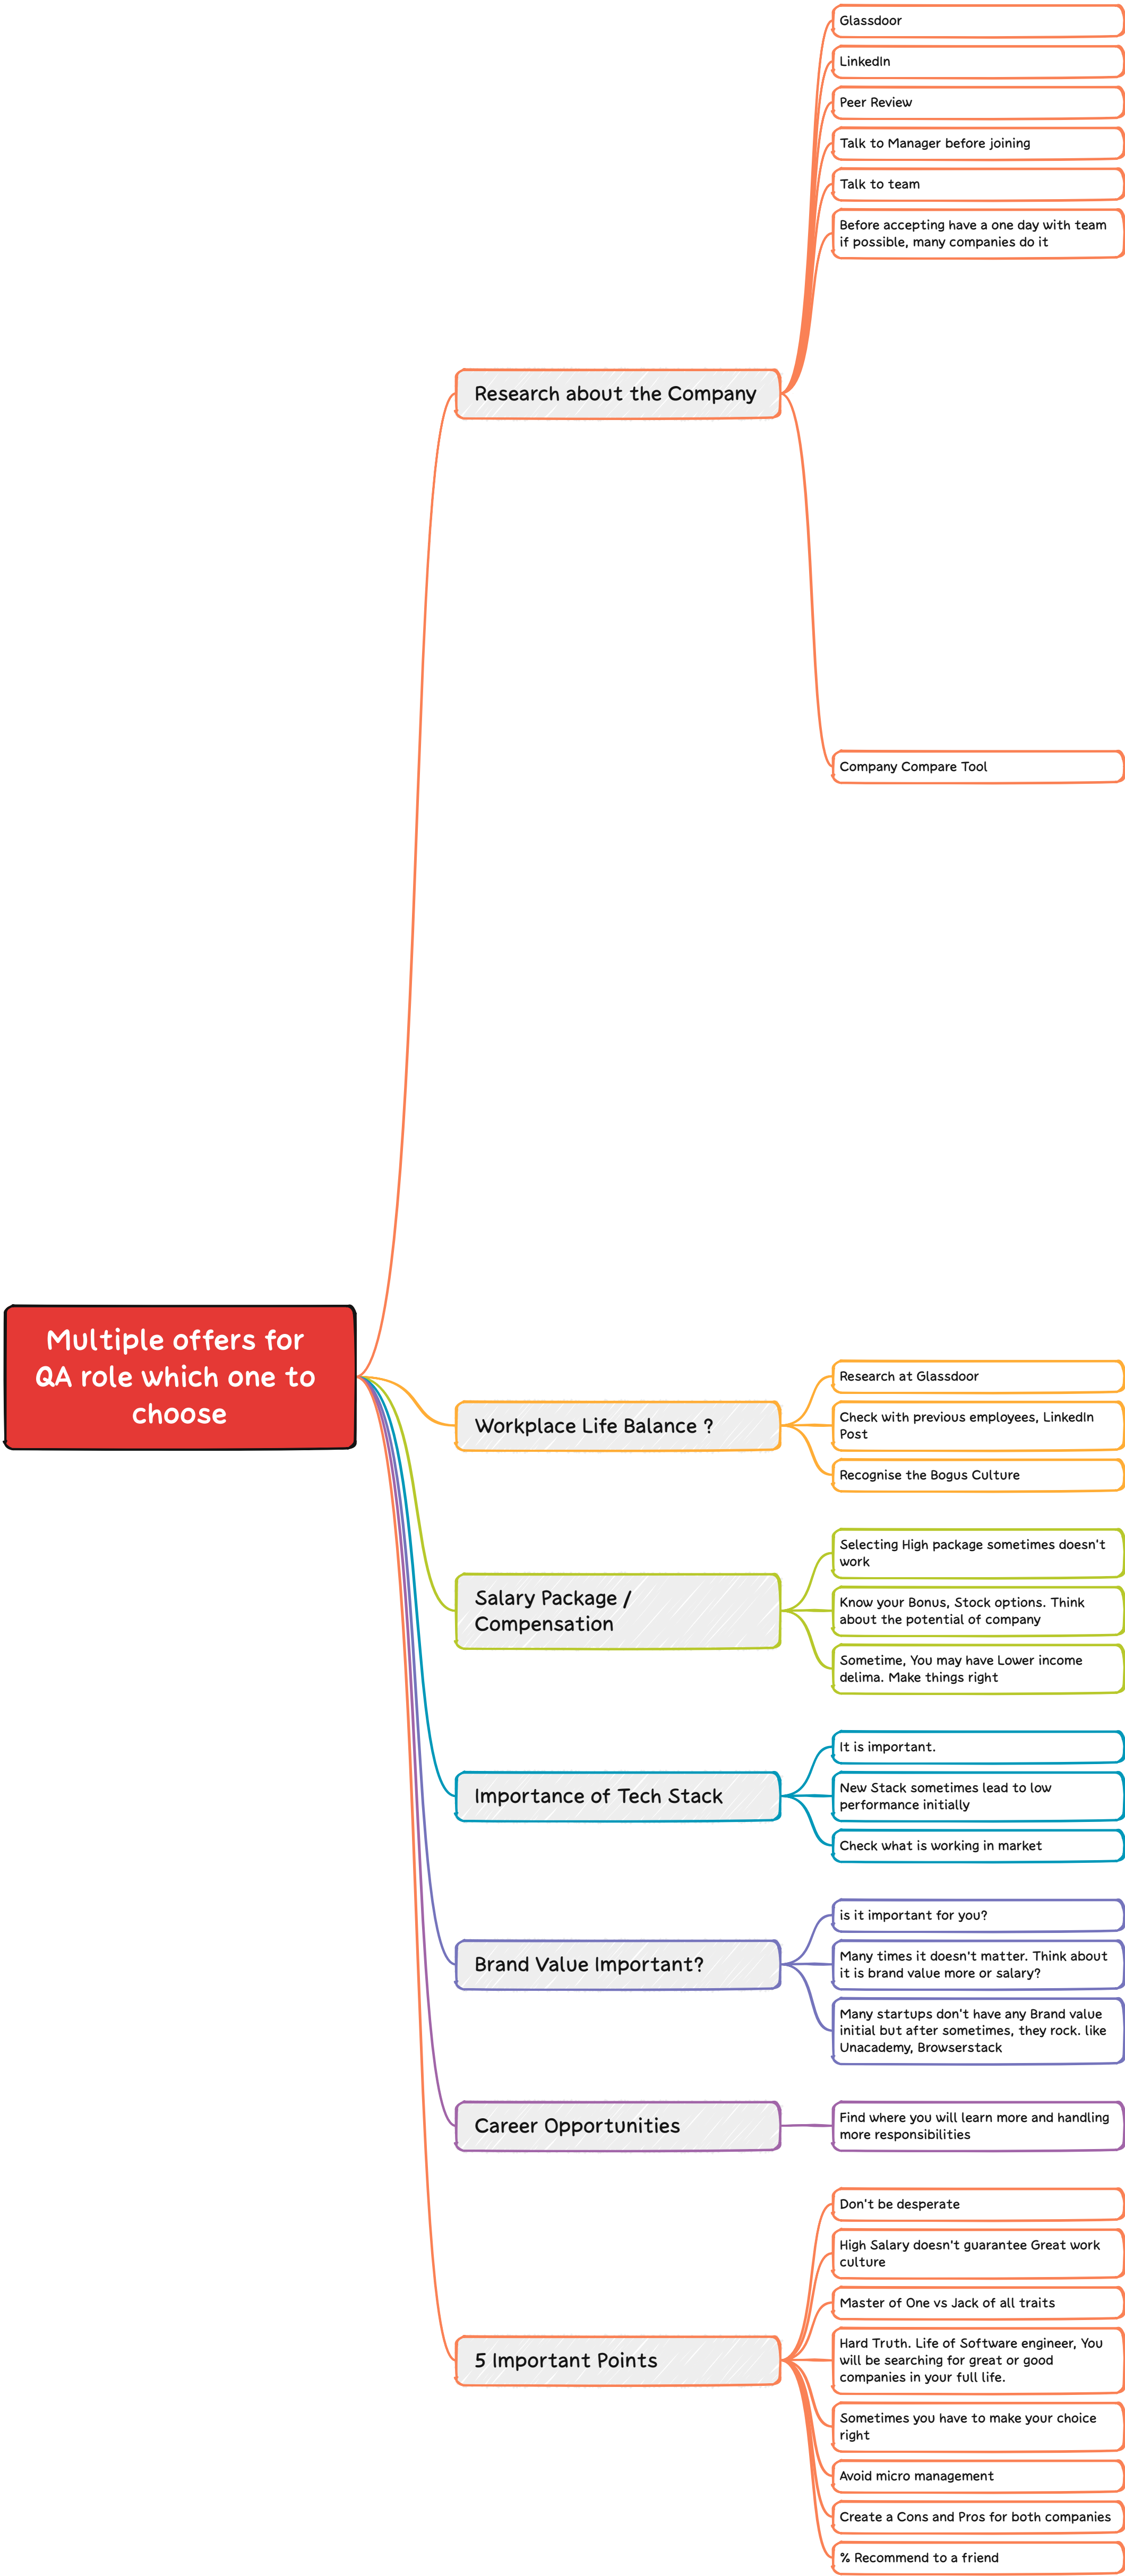 Glassdoor
LinkedIn
Peer Review
Talk to Manager before joining
Talk to team
Before accepting have a one day with team
if possible, many companies do it
Research about the Company
Company Compare Tool
Multiple offers for
QA role which one to
choose
Research at Glassdoor
Check with previous employees, LinkedIn
Post
Recognise the Bogus Culture
Workplace Life Balance ?
Selecting High package sometimes doesn't
work
Know your Bonus, Stock options. Think
about the potential of company
Sometime, You may have Lower income
delima. Make things right
Salary Package /
Compensation
It is important.
New Stack sometimes lead to low
performance initially
Check what is working in market
Importance of Tech Stack
is it important for you?
Many times it doesn't matter. Think about
it is brand value more or salary?
Many startups don't have any Brand value
initial but after sometimes, they rock. like
Unacademy, Browserstack
Brand Value Important?
Career Opportunities
Find where you will learn more and handling
more responsibilities
Don't be desperate
High Salary doesn't guarantee Great work
culture
Master of One vs Jack of all traits
Hard Truth. Life of Software engineer, You
will be searching for great or good
companies in your full life.
5 Important Points
Sometimes you have to make your choice
right
Avoid micro management
Create a Cons and Pros for both companies
% Recommend to a friend